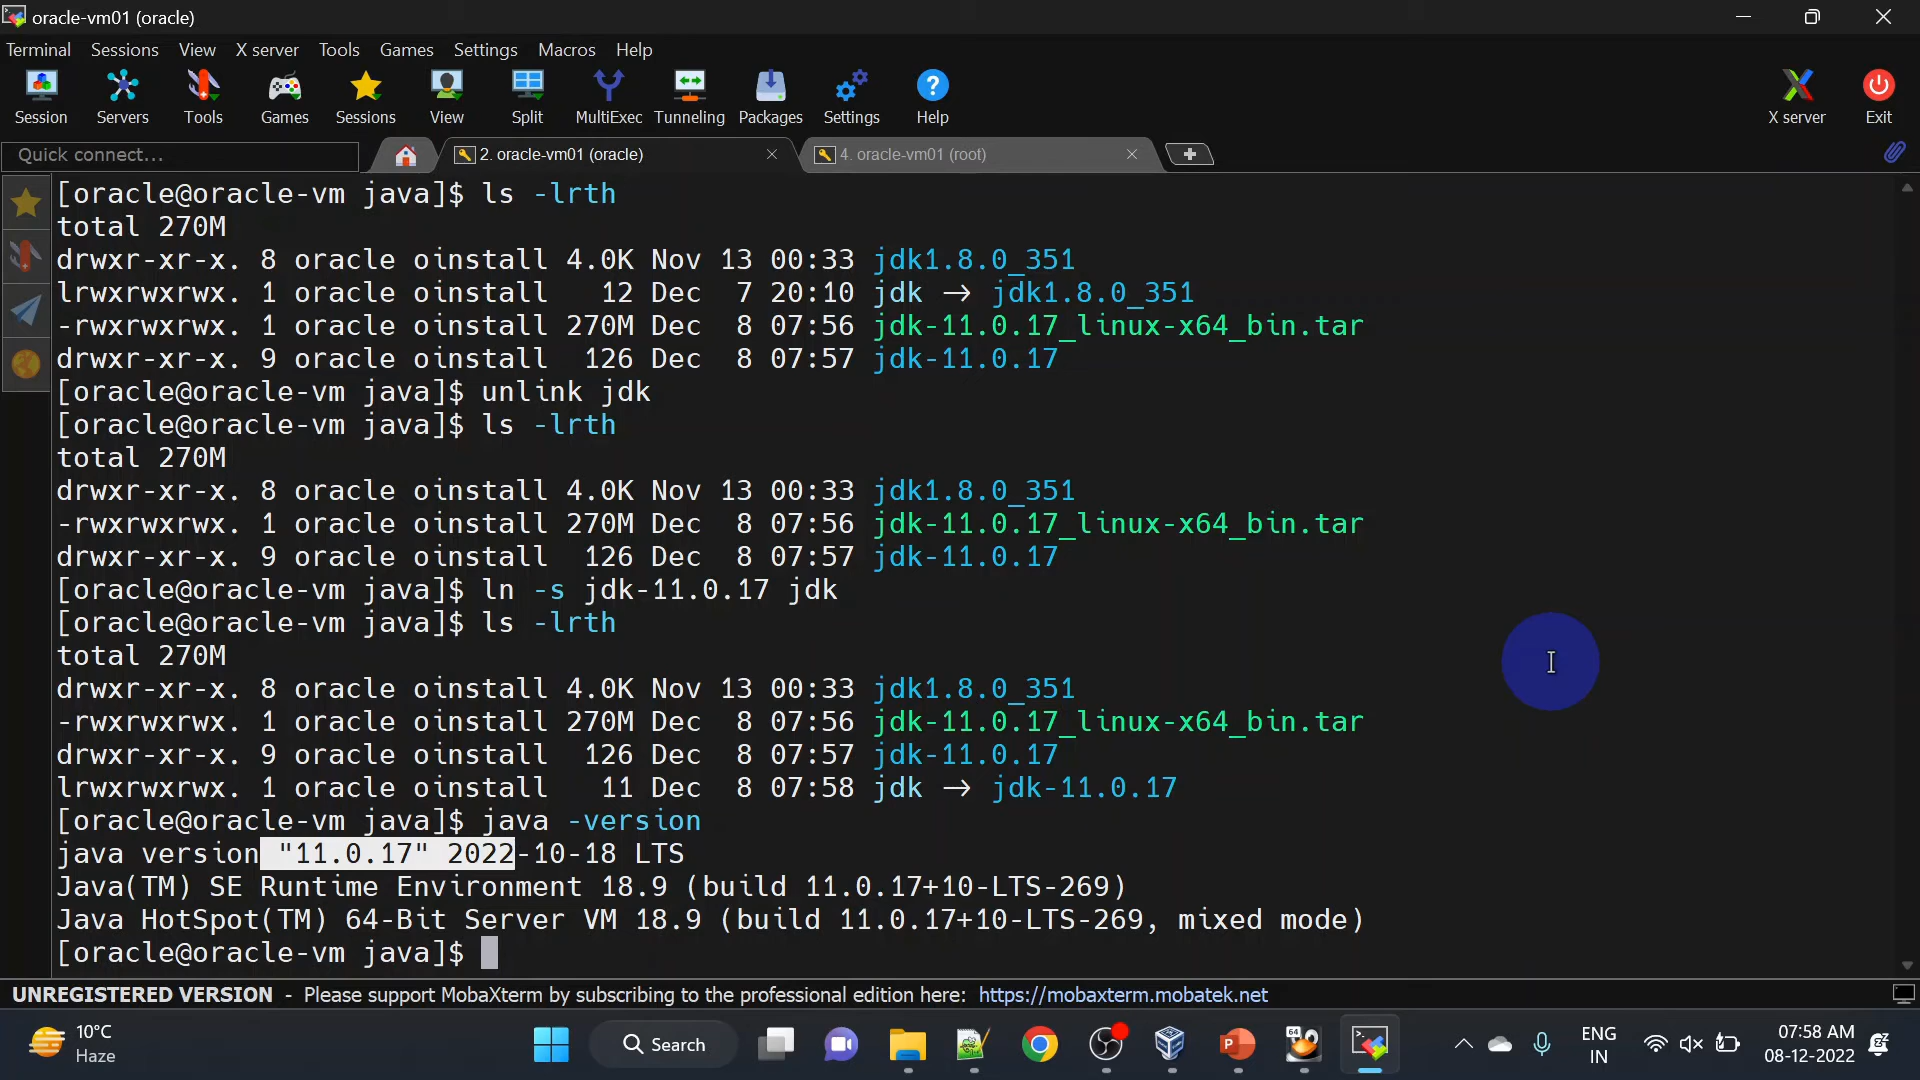 oracle-vm01 (oracle)
Terminal Sessions View X server Tools Games Settings Macros Help
Session Servers Tools Games Sessions View Split MultiExec Tunneling Packages Settings Help X server Exit
Quick connect... 2. oracle-vm01 (oracle) 4. oracle-vm01 (root)
[oracle@oracle-vm java]$ ls -lrth
total 270M
drwxr-xr-x. 8 oracle oinstall 4.0K Nov 13 00:33 jdk1.8.0_351
lrwxrwxrwx. 1 oracle oinstall 12 Dec 7 20:10 jdk → jdk1.8.0_351
-rwxrwxrwx. 1 oracle oinstall 270M Dec 8 07:56 jdk-11.0.17_linux-x64_bin.tar
drwxr-xr-x. 9 oracle oinstall 126 Dec 8 07:57 jdk-11.0.17
[oracle@oracle-vm java]$ unlink jdk
[oracle@oracle-vm java]$ ls -lrth
total 270M
drwxr-xr-x. 8 oracle oinstall 4.0K Nov 13 00:33 jdk1.8.0_351
-rwxrwxrwx. 1 oracle oinstall 270M Dec 8 07:56 jdk-11.0.17_linux-x64_bin.tar
drwxr-xr-x. 9 oracle oinstall 126 Dec 8 07:57 jdk-11.0.17
[oracle@oracle-vm java]$ ln -s jdk-11.0.17 jdk
[oracle@oracle-vm java]$ ls -lrth
total 270M
drwxr-xr-x. 8 oracle oinstall 4.0K Nov 13 00:33 jdk1.8.0_351
-rwxrwxrwx. 1 oracle oinstall 270M Dec 8 07:56 jdk-11.0.17_linux-x64_bin.tar
drwxr-xr-x. 9 oracle oinstall 126 Dec 8 07:57 jdk-11.0.17
lrwxrwxrwx. 1 oracle oinstall 11 Dec 8 07:58 jdk → jdk-11.0.17
[oracle@oracle-vm java]$ java -version
java version "11.0.17" 2022-10-18 LTS
Java(TM) SE Runtime Environment 18.9 (build 11.0.17+10-LTS-269)
Java HotSpot(TM) 64-Bit Server VM 18.9 (build 11.0.17+10-LTS-269, mixed mode)
[oracle@oracle-vm java]$
UNREGISTERED VERSION - Please support MobaXterm by subscribing to the professional edition here: https://mobaxterm.mobatek.net
10°C
Haze
Search
64
P
ENG
IN
07:58 AM
08-12-2022